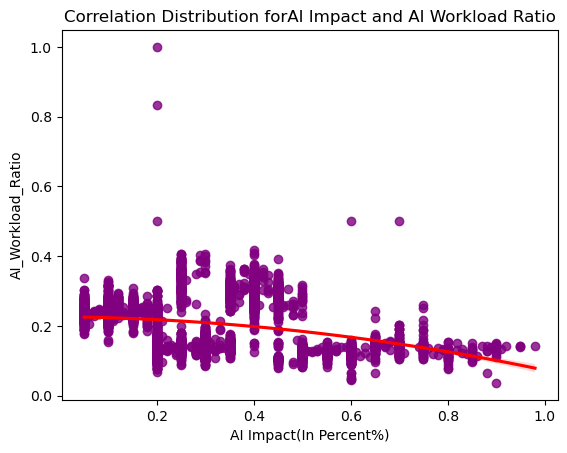 Correlation Distribution forAI Impact and AI Workload Ratio
1.0
0.8
0.6
0.4
0.2
0.0
AI_Workload_Ratio
0.2 0.4 0.6 0.8 1.0
AI Impact(In Percent%)